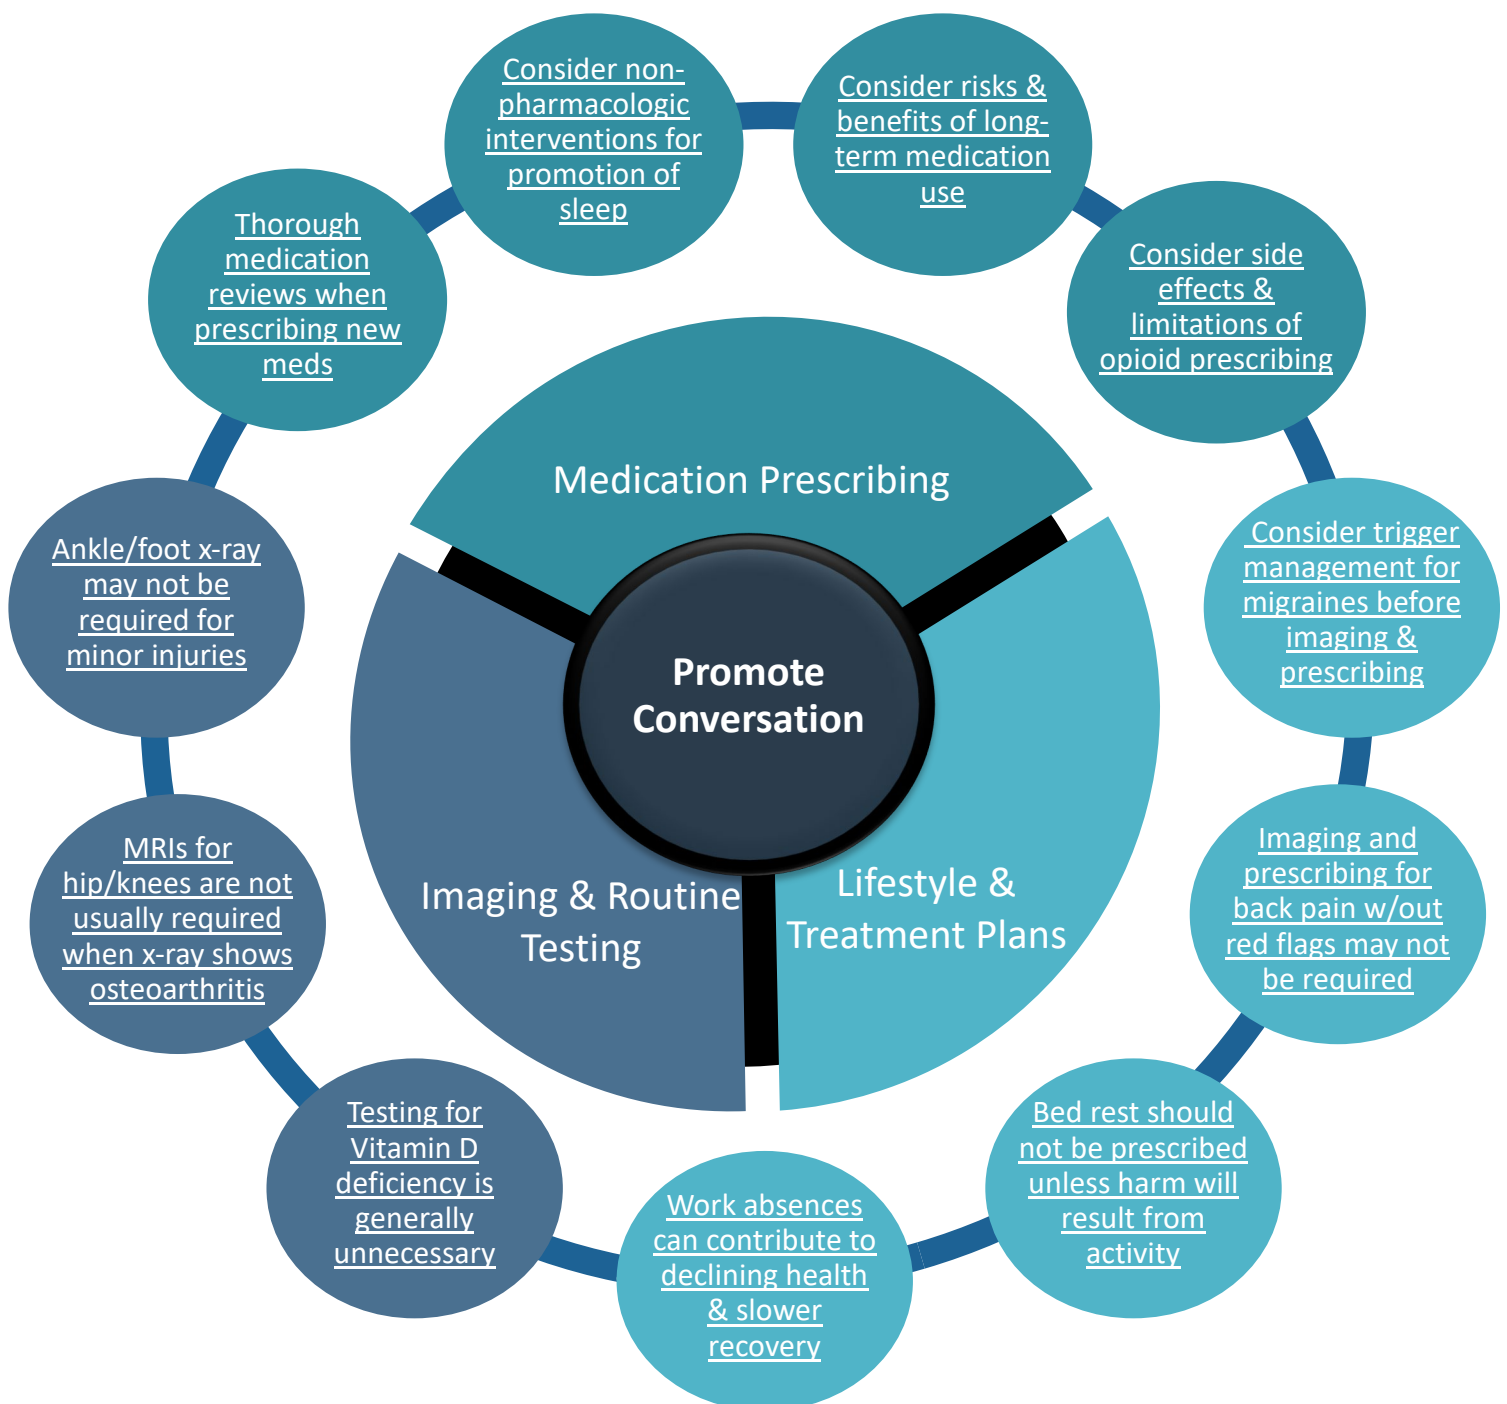 Consider non-
pharmacologic
interventions for
promotion of
sleep
Consider risks &
benefits of long-
term medication
use
Consider side
effects &
limitations of
opioid prescribing
Consider trigger
management for
migraines before
imaging &
prescribing
Imaging and
prescribing for
back pain w/out
red flags may not
be required
Bed rest should
not be prescribed
unless harm will
result from
activity
Work absences
can contribute to
declining health
& slower
recovery
Testing for
Vitamin D
deficiency is
generally
unnecessary
MRIs for
hip/knees are not
usually required
when x-ray shows
osteoarthritis
Ankle/foot x-ray
may not be
required for
minor injuries
Thorough
medication
reviews when
prescribing new
meds
Medication Prescribing
Lifestyle &
Treatment Plans
Imaging & Routine
Testing
Promote
Conversation